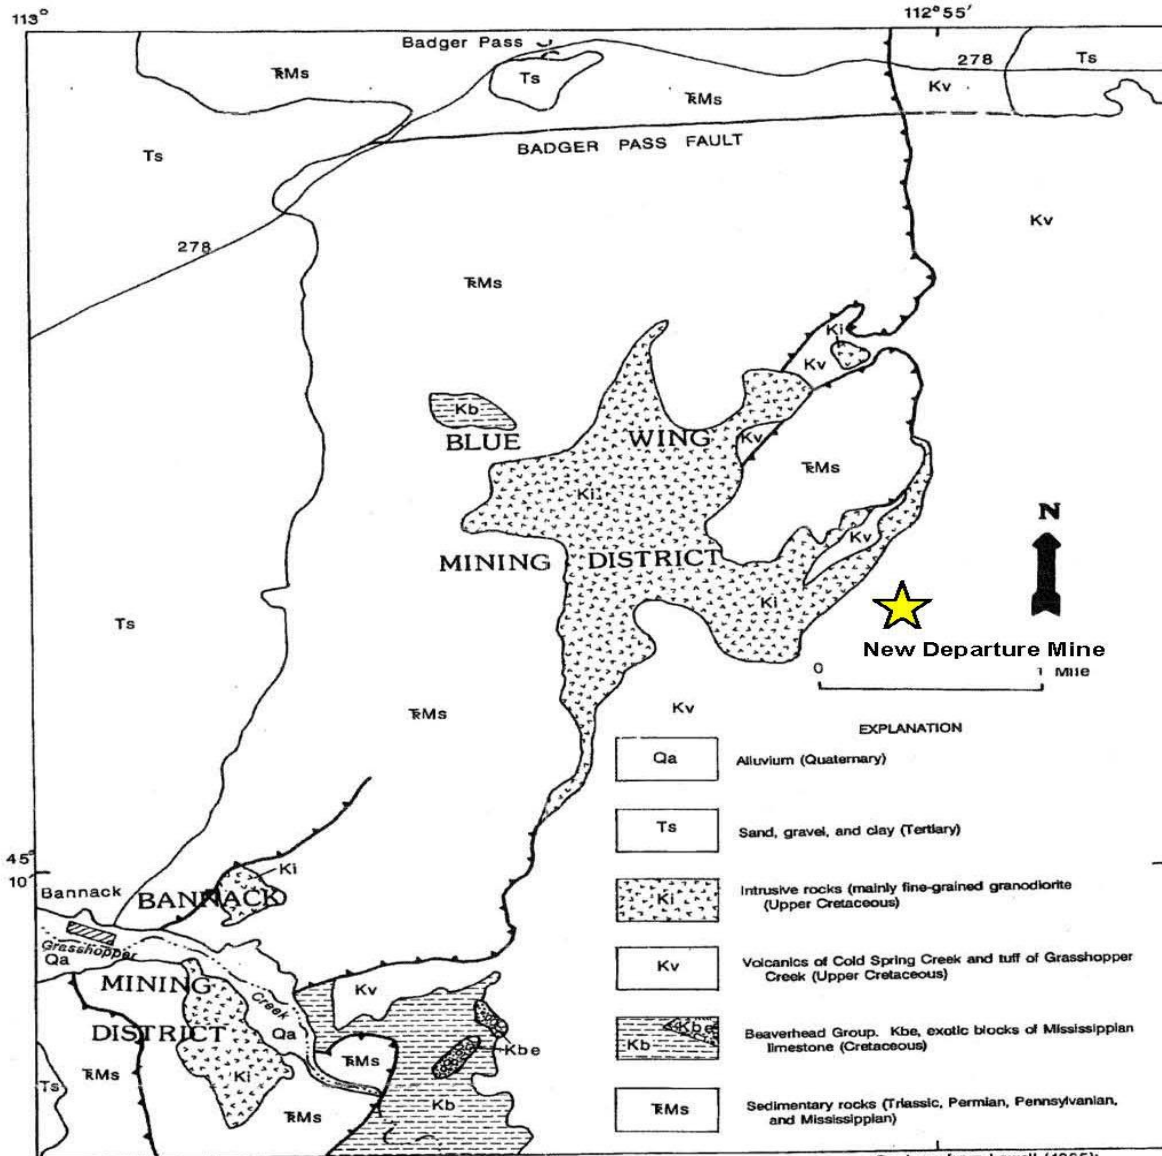 113°
112° 55'
Badger Pass
TRMs
Ts
TRMs
278
Ts
Kv
BADGER PASS FAULT
Ts
Kv
278
TRMs
Ki
Kv
Kb
BLUE
WING
Kv
TRMs
Ki
N
Kv
MINING
DISTRICT
Ki
Ts
New Departure Mine
0
1 Mile
TRMs
Kv
EXPLANATION
Qa
Alluvium (Quaternary)
Ts
Sand, gravel, and clay (Tertiary)
45°
10'
Ki
Bannack
BANNACK
Ki
Intrusive rocks (mainly fine-grained granodiorite
(Upper Cretaceous)
Grasshopper
Qa
Kv
Volcanics of Cold Spring Creek and tuff of Grasshopper
Creek (Upper Cretaceous)
MINING
Creek
Kv
DISTRICT
Qa
Kbe
Kbe
Kb
Beaverhead Group. Kbe, exotic blocks of Mississippian
limestone (Cretaceous)
TRMs
Ts
TRMs
Ki
TRMs
Kb
TRMs
Sedimentary rocks (Triassic, Permian, Pennsylvanian,
and Mississippian)